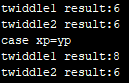 twiddle1 result:6
twiddle2 result:6
case xp=yp
twiddle1 result:8
twiddle2 result:6